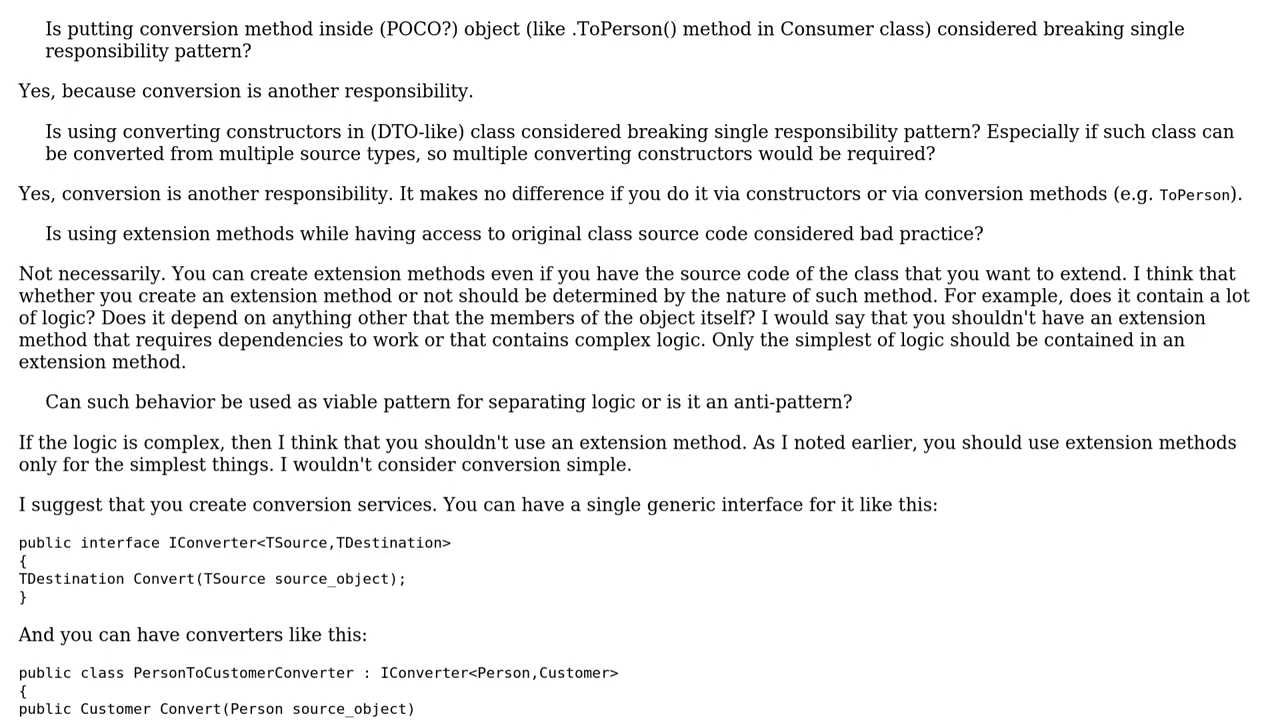 Is putting conversion method inside (POCO?) object (like .ToPerson() method in Consumer class) considered breaking single
responsibility pattern?
Yes, because conversion is another responsibility.
Is using converting constructors in (DTO-like) class considered breaking single responsibility pattern? Especially if such class can
be converted from multiple source types, so multiple converting constructors would be required?
Yes, conversion is another responsibility. It makes no difference if you do it via constructors or via conversion methods (e.g. ToPerson).
Is using extension methods while having access to original class source code considered bad practice?
Not necessarily. You can create extension methods even if you have the source code of the class that you want to extend. I think that
whether you create an extension method or not should be determined by the nature of such method. For example, does it contain a lot
of logic? Does it depend on anything other that the members of the object itself? I would say that you shouldn't have an extension
method that requires dependencies to work or that contains complex logic. Only the simplest of logic should be contained in an
extension method.
Can such behavior be used as viable pattern for separating logic or is it an anti-pattern?
If the logic is complex, then I think that you shouldn't use an extension method. As I noted earlier, you should use extension methods
only for the simplest things. I wouldn't consider conversion simple.
I suggest that you create conversion services. You can have a single generic interface for it like this:
public interface IConverter<TSource,TDestination>
{
TDestination Convert(TSource source_object);
}
And you can have converters like this:
public class PersonToCustomerConverter : IConverter<Person,Customer>
{
public Customer Convert(Person source_object)